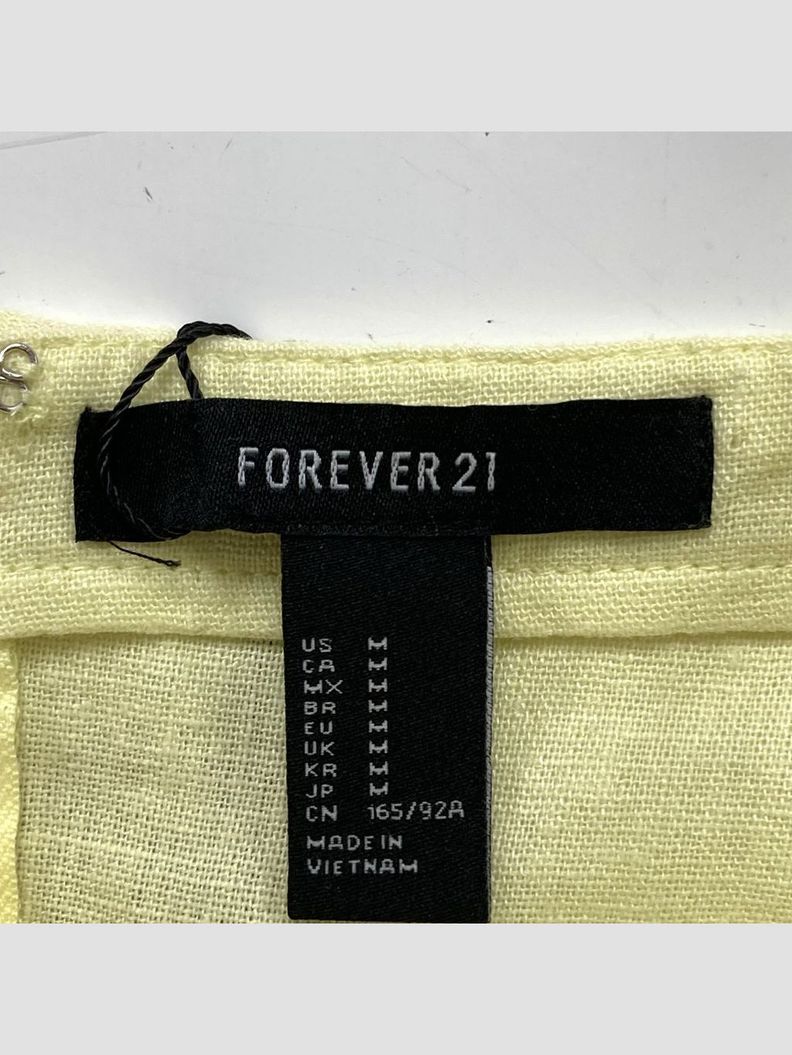 FOREVER 21
US M
CA M
MX M
BR M
EU M
UK M
KR M
JP M
CN 165/92A
MADE IN
VIETNAM